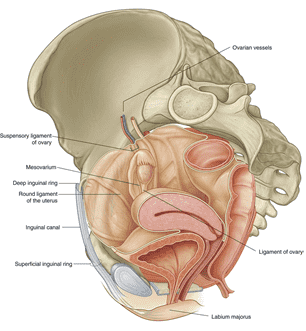 Ovarian vessels
Suspensory ligament
of ovary
Mesovarium
Deep inguinal ring
Round ligament
of the uterus
Inguinal canal
Superficial inguinal ring
Ligament of ovary
Labium majorus